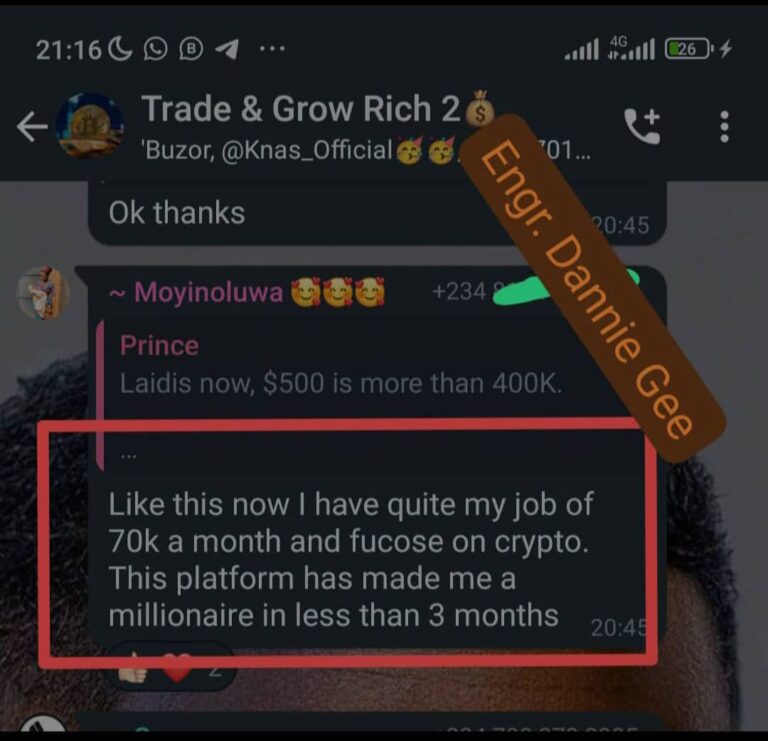 21:16
4G
26
Trade & Grow Rich 2
'Buzor, @Knas_Official 701...
Engr. Dannie Gee
Ok thanks
20:45
~ Moyinoluwa
+234
Prince
Laidis now, $500 is more than 400K.
...
Like this now I have quite my job of
70k a month and fucose on crypto.
This platform has made me a
millionaire in less than 3 months
20:45
2